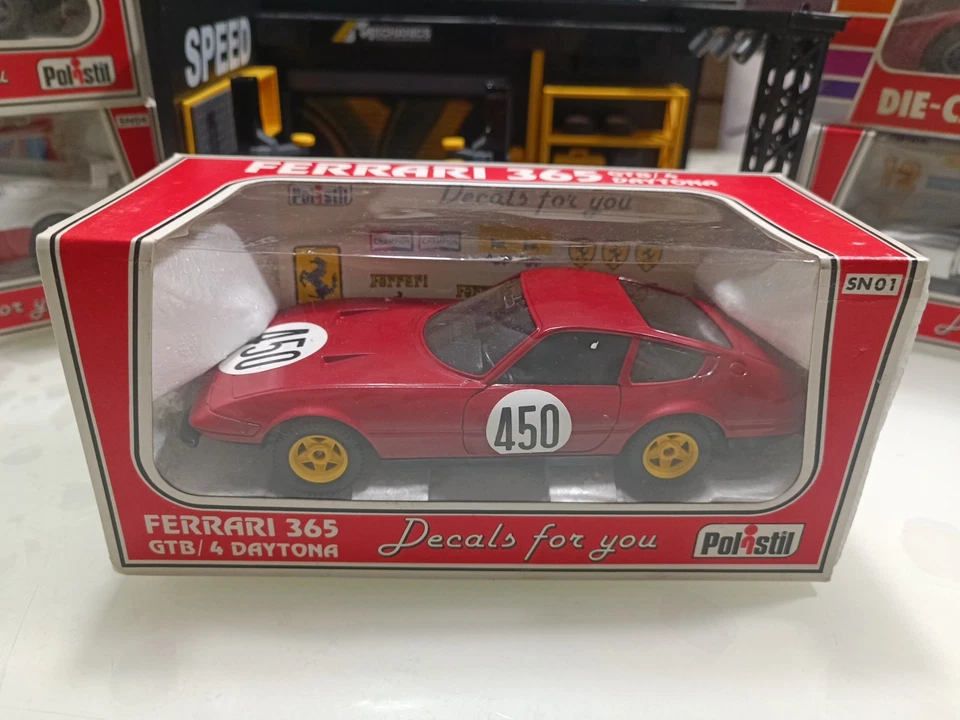 SPEED
Polistil
SN06
DIE-C
FERRARI 365 GTB/4
DAYTONA
Polistil
Decals for you
Ferrari
SN01
450
450
FERRARI 365
GTB/4 DAYTONA
Decals for you
Polistil